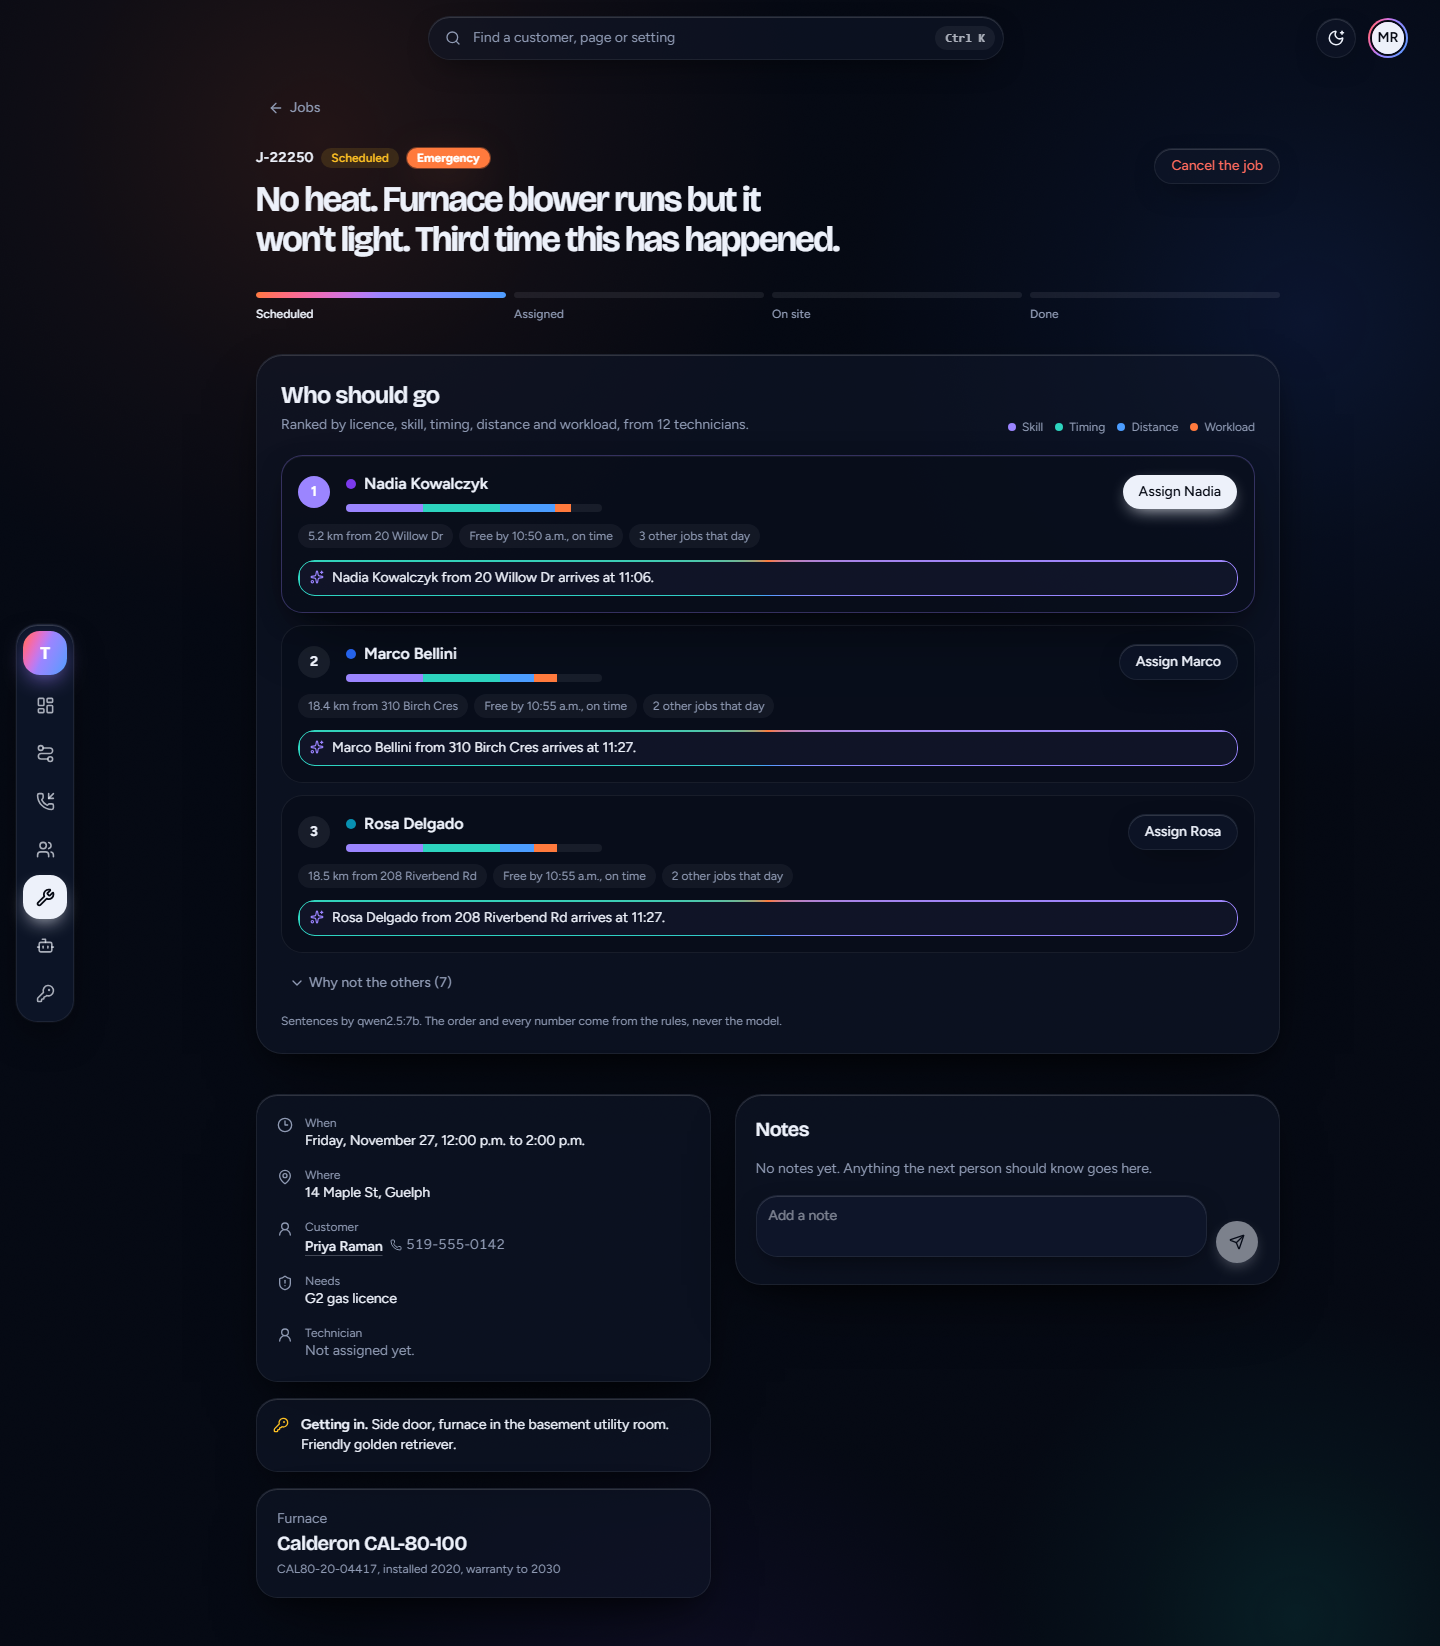 Find a customer, page or setting
Ctrl K
MR
Jobs
J-22250 Scheduled Emergency
Cancel the job
No heat. Furnace blower runs but it
won't light. Third time this has happened.
Scheduled Assigned On site Done
Who should go
Ranked by licence, skill, timing, distance and workload, from 12 technicians.
Skill Timing Distance Workload
1 Nadia Kowalczyk
Assign Nadia
5.2 km from 20 Willow Dr Free by 10:50 a.m., on time 3 other jobs that day
Nadia Kowalczyk from 20 Willow Dr arrives at 11:06.
2 Marco Bellini
Assign Marco
18.4 km from 310 Birch Cres Free by 10:55 a.m., on time 2 other jobs that day
Marco Bellini from 310 Birch Cres arrives at 11:27.
3 Rosa Delgado
Assign Rosa
18.5 km from 208 Riverbend Rd Free by 10:55 a.m., on time 2 other jobs that day
Rosa Delgado from 208 Riverbend Rd arrives at 11:27.
Why not the others (7)
Sentences by qwen2.5:7b. The order and every number come from the rules, never the model.
T
When
Friday, November 27, 12:00 p.m. to 2:00 p.m.
Where
14 Maple St, Guelph
Customer
Priya Raman 519-555-0142
Needs
G2 gas licence
Technician
Not assigned yet.
Notes
No notes yet. Anything the next person should know goes here.
Add a note
Getting in. Side door, furnace in the basement utility room.
Friendly golden retriever.
Furnace
Calderon CAL-80-100
CAL80-20-04417, installed 2020, warranty to 2030